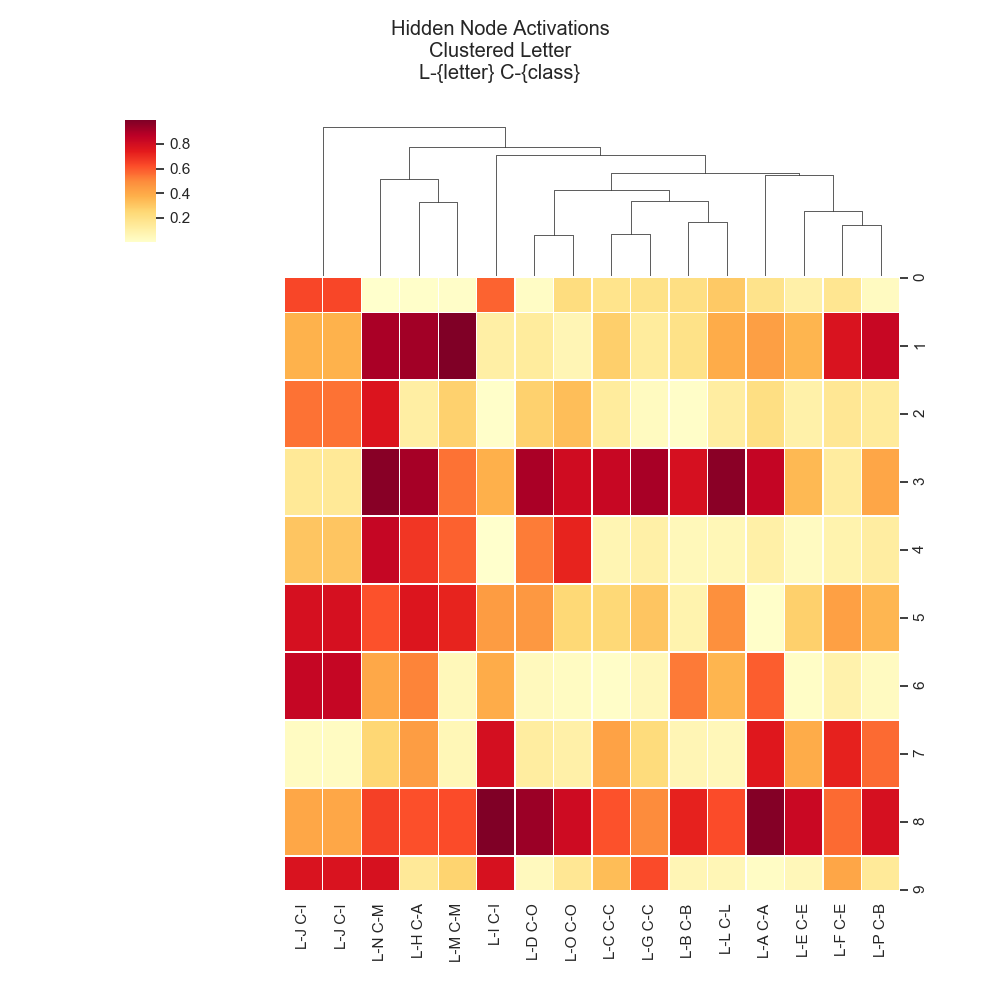 Hidden Node Activations
Clustered Letter
L-{letter} C-{class}
0.8
0.6
0.4
0.2
0
1
2
3
4
5
6
7
8
9
L-J C-I
L-J C-I
L-N C-M
L-H C-A
L-M C-M
L-I C-I
L-D C-O
L-O C-O
L-C C-C
L-G C-C
L-B C-B
L-L C-L
L-A C-A
L-E C-E
L-F C-E
L-P C-B